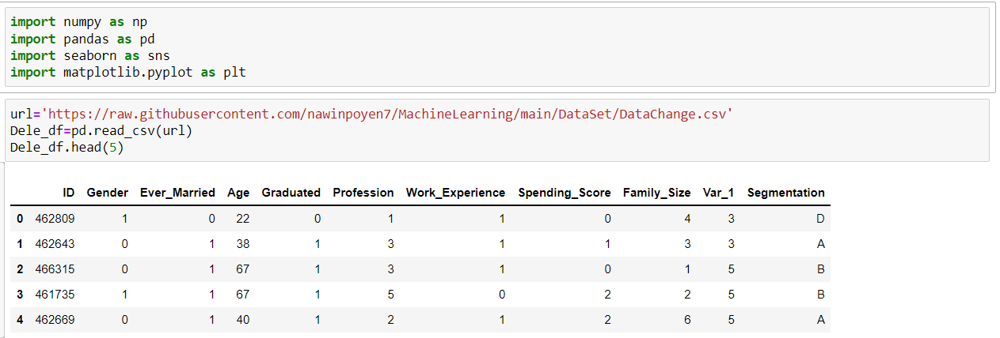 import numpy as np
import pandas as pd
import seaborn as sns
import matplotlib.pyplot as plt
url='https://raw.githubusercontent.com/nawinpoyen7/MachineLearning/main/DataSet/DataChange.csv'
Dele_df=pd.read_csv(url)
Dele_df.head(5)
ID Gender Ever_Married Age Graduated Profession Work_Experience Spending_Score Family_Size Var_1 Segmentation
0 462809 1 0 22 0 1 1 0 4 3 D
1 462643 0 1 38 1 3 1 1 3 3 A
2 466315 0 1 67 1 3 1 0 1 5 B
3 461735 1 1 67 1 5 0 2 2 5 B
4 462669 0 1 40 1 2 1 2 6 5 A